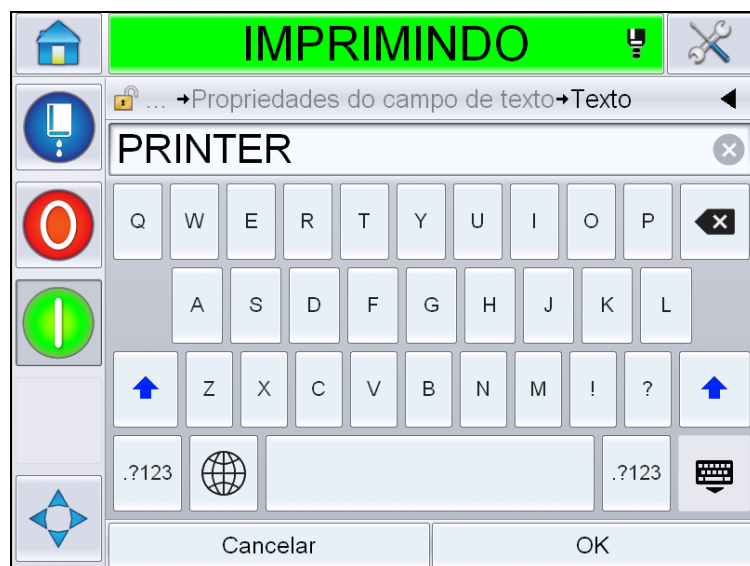 IMPRIMINDO
... →Propriedades do campo de texto→Texto
PRINTER
Q W E R T Y U I O P
A S D F G H J K L
Z X C V B N M ! ?
.?123 .?123
Cancelar OK